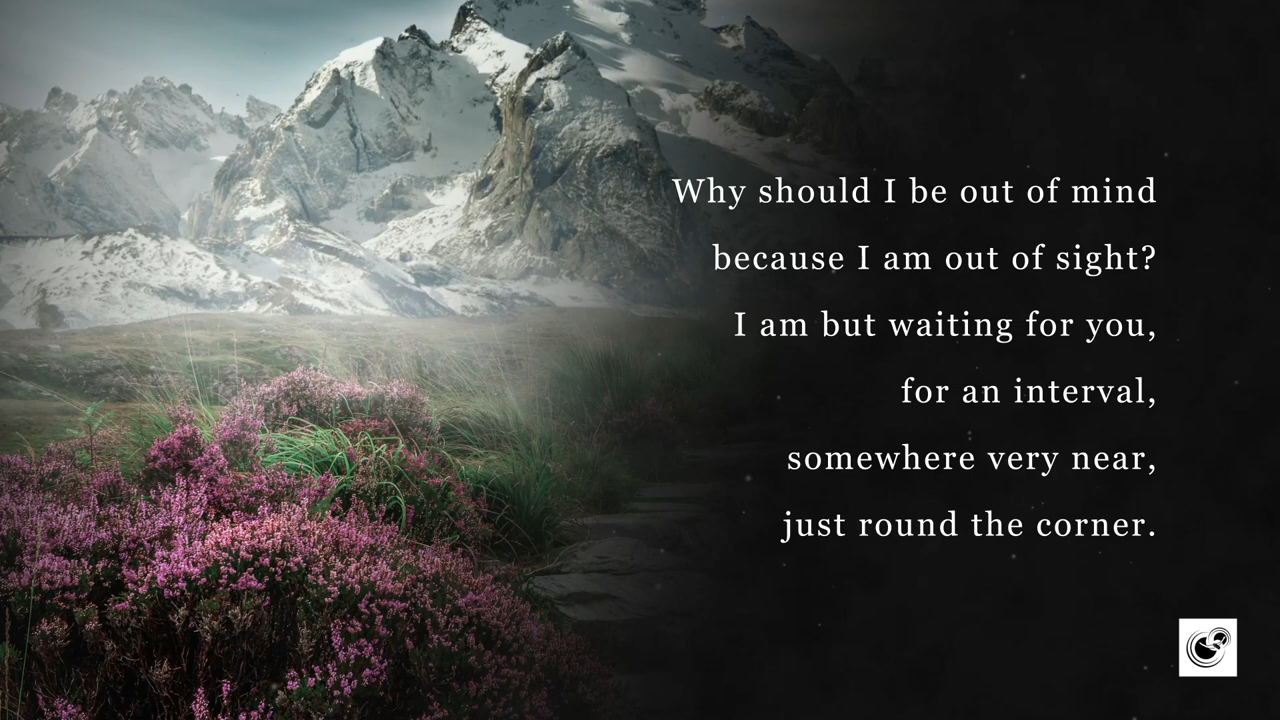 Why should I be out of mind
because I am out of sight?
I am but waiting for you,
for an interval,
somewhere very near,
just round the corner.